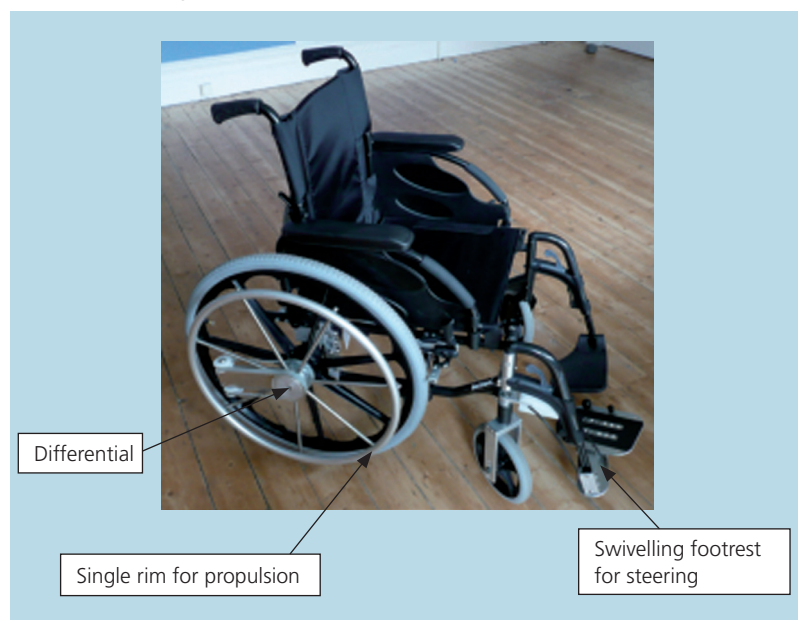 Differential
Single rim for propulsion
Swivelling footrest
for steering